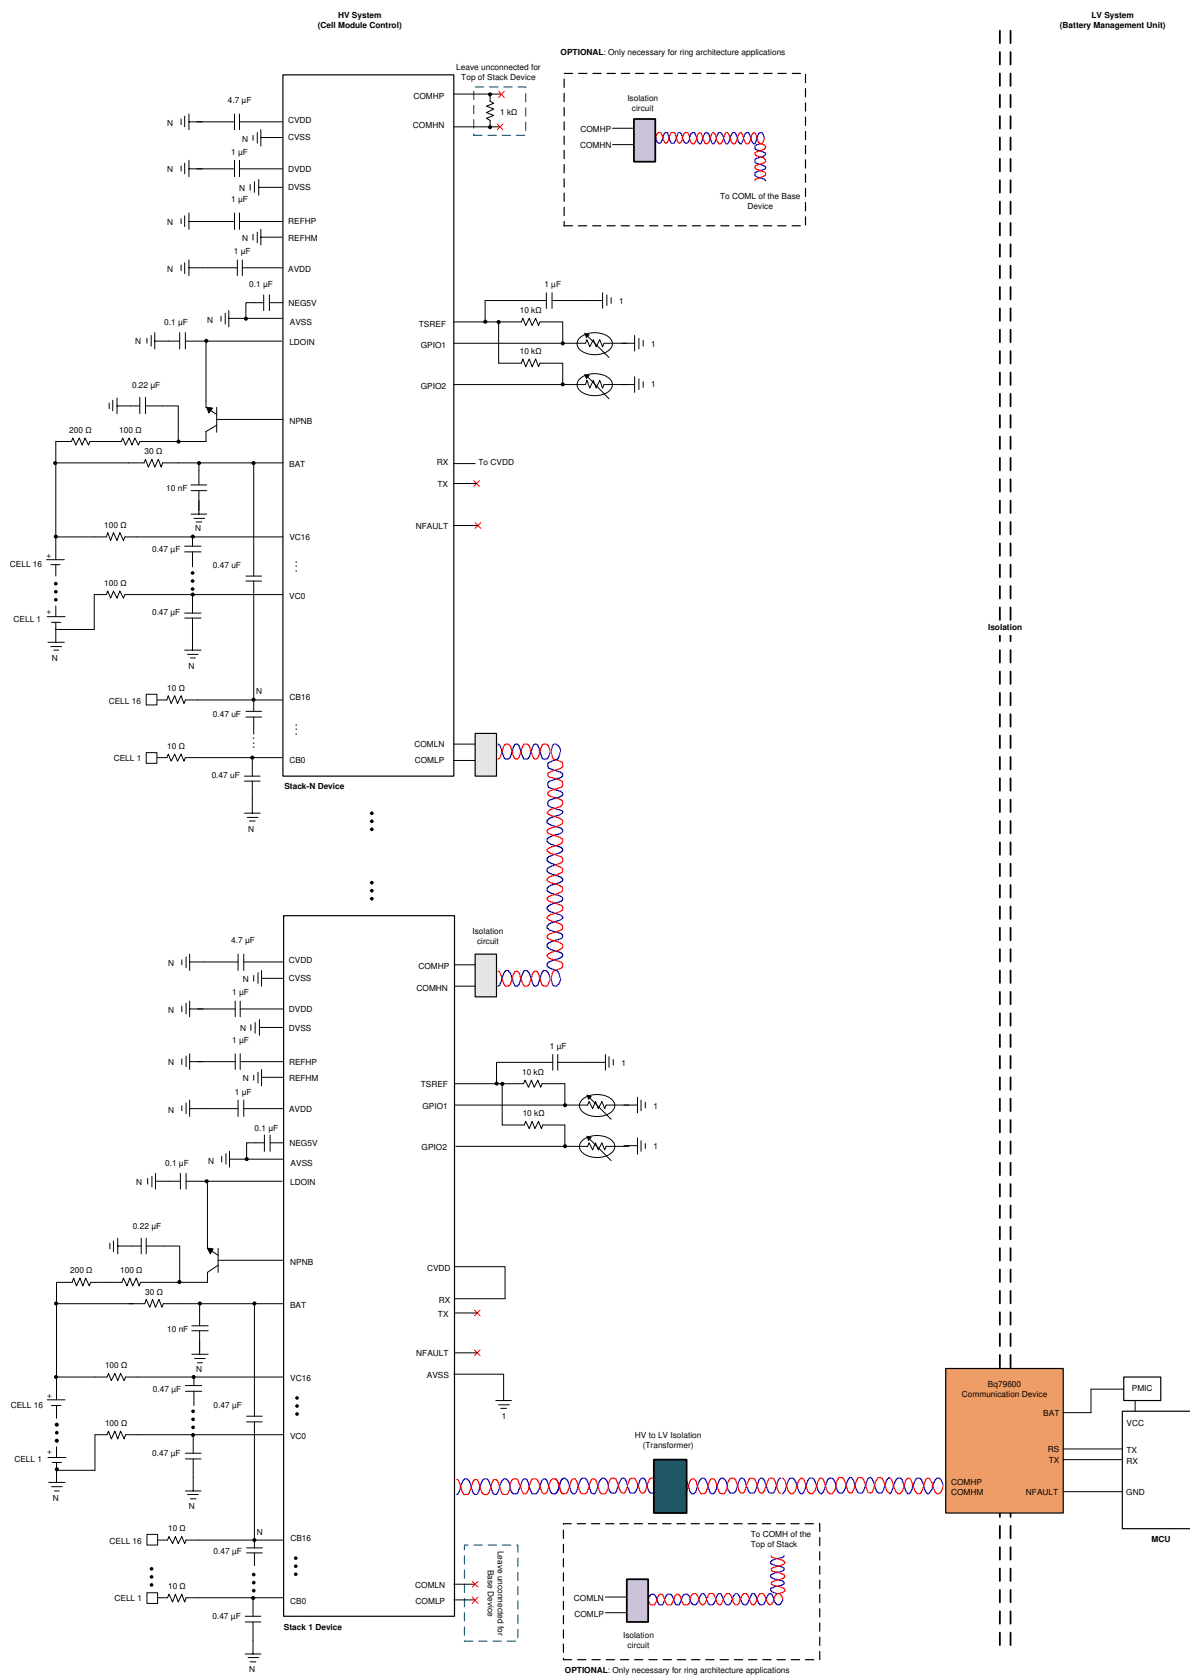 HV System
(Cell Module Control)
LV System
(Battery Management Unit)
OPTIONAL: Only necessary for ring architecture applications
Leave unconnected for
Top of Stack Device
COMHP
1 kΩ
COMHN
Isolation
circuit
COMHP
COMHN
To COML of the Base
Device
4.7 µF
N
CVDD
N
CVSS
1 µF
N
DVDD
N
DVSS
1 µF
N
REFHP
N
REFHM
1 µF
N
AVDD
0.1 µF
NEG5V
N
AVSS
0.1 µF
N
LDOIN
1 µF
1
10 kΩ
TSREF
GPIO1
1
10 kΩ
GPIO2
1
0.22 µF
NPNB
200 Ω
100 Ω
30 Ω
BAT
10 nF
N
RX
To CVDD
TX
NFAULT
100 Ω
VC16
0.47 µF
CELL 16
0.47 uF
100 Ω
VC0
0.47 µF
CELL 1
N
N
Isolation
10 Ω
N
CELL 16
CB16
0.47 uF
10 Ω
CELL 1
CB0
0.47 uF
N
COMLN
COMLP
Stack-N Device
4.7 µF
N
CVDD
N
CVSS
1 µF
N
DVDD
N
DVSS
1 µF
N
REFHP
N
REFHM
1 µF
N
AVDD
0.1 µF
NEG5V
N
AVSS
0.1 µF
N
LDOIN
Isolation
circuit
COMHP
COMHN
1 µF
1
10 kΩ
TSREF
GPIO1
1
10 kΩ
GPIO2
1
0.22 µF
NPNB
200 Ω
100 Ω
30 Ω
BAT
10 nF
N
CVDD
RX
TX
NFAULT
AVSS
1
100 Ω
VC16
0.47 µF
CELL 16
0.47 µF
100 Ω
VC0
0.47 µF
CELL 1
N
N
HV to LV Isolation
(Transformer)
Bq79600
Communication Device
BAT
RS
TX
COMHP
COMHM
NFAULT
PMIC
VCC
TX
RX
GND
MCU
10 Ω
N
CELL 16
CB16
0.47 µF
10 Ω
CELL 1
CB0
0.47 µF
N
COMLN
COMLP
Leave unconnected for
Base Device
Stack 1 Device
To COMH of the
Top of Stack
COMLN
COMLP
Isolation
circuit
OPTIONAL: Only necessary for ring architecture applications